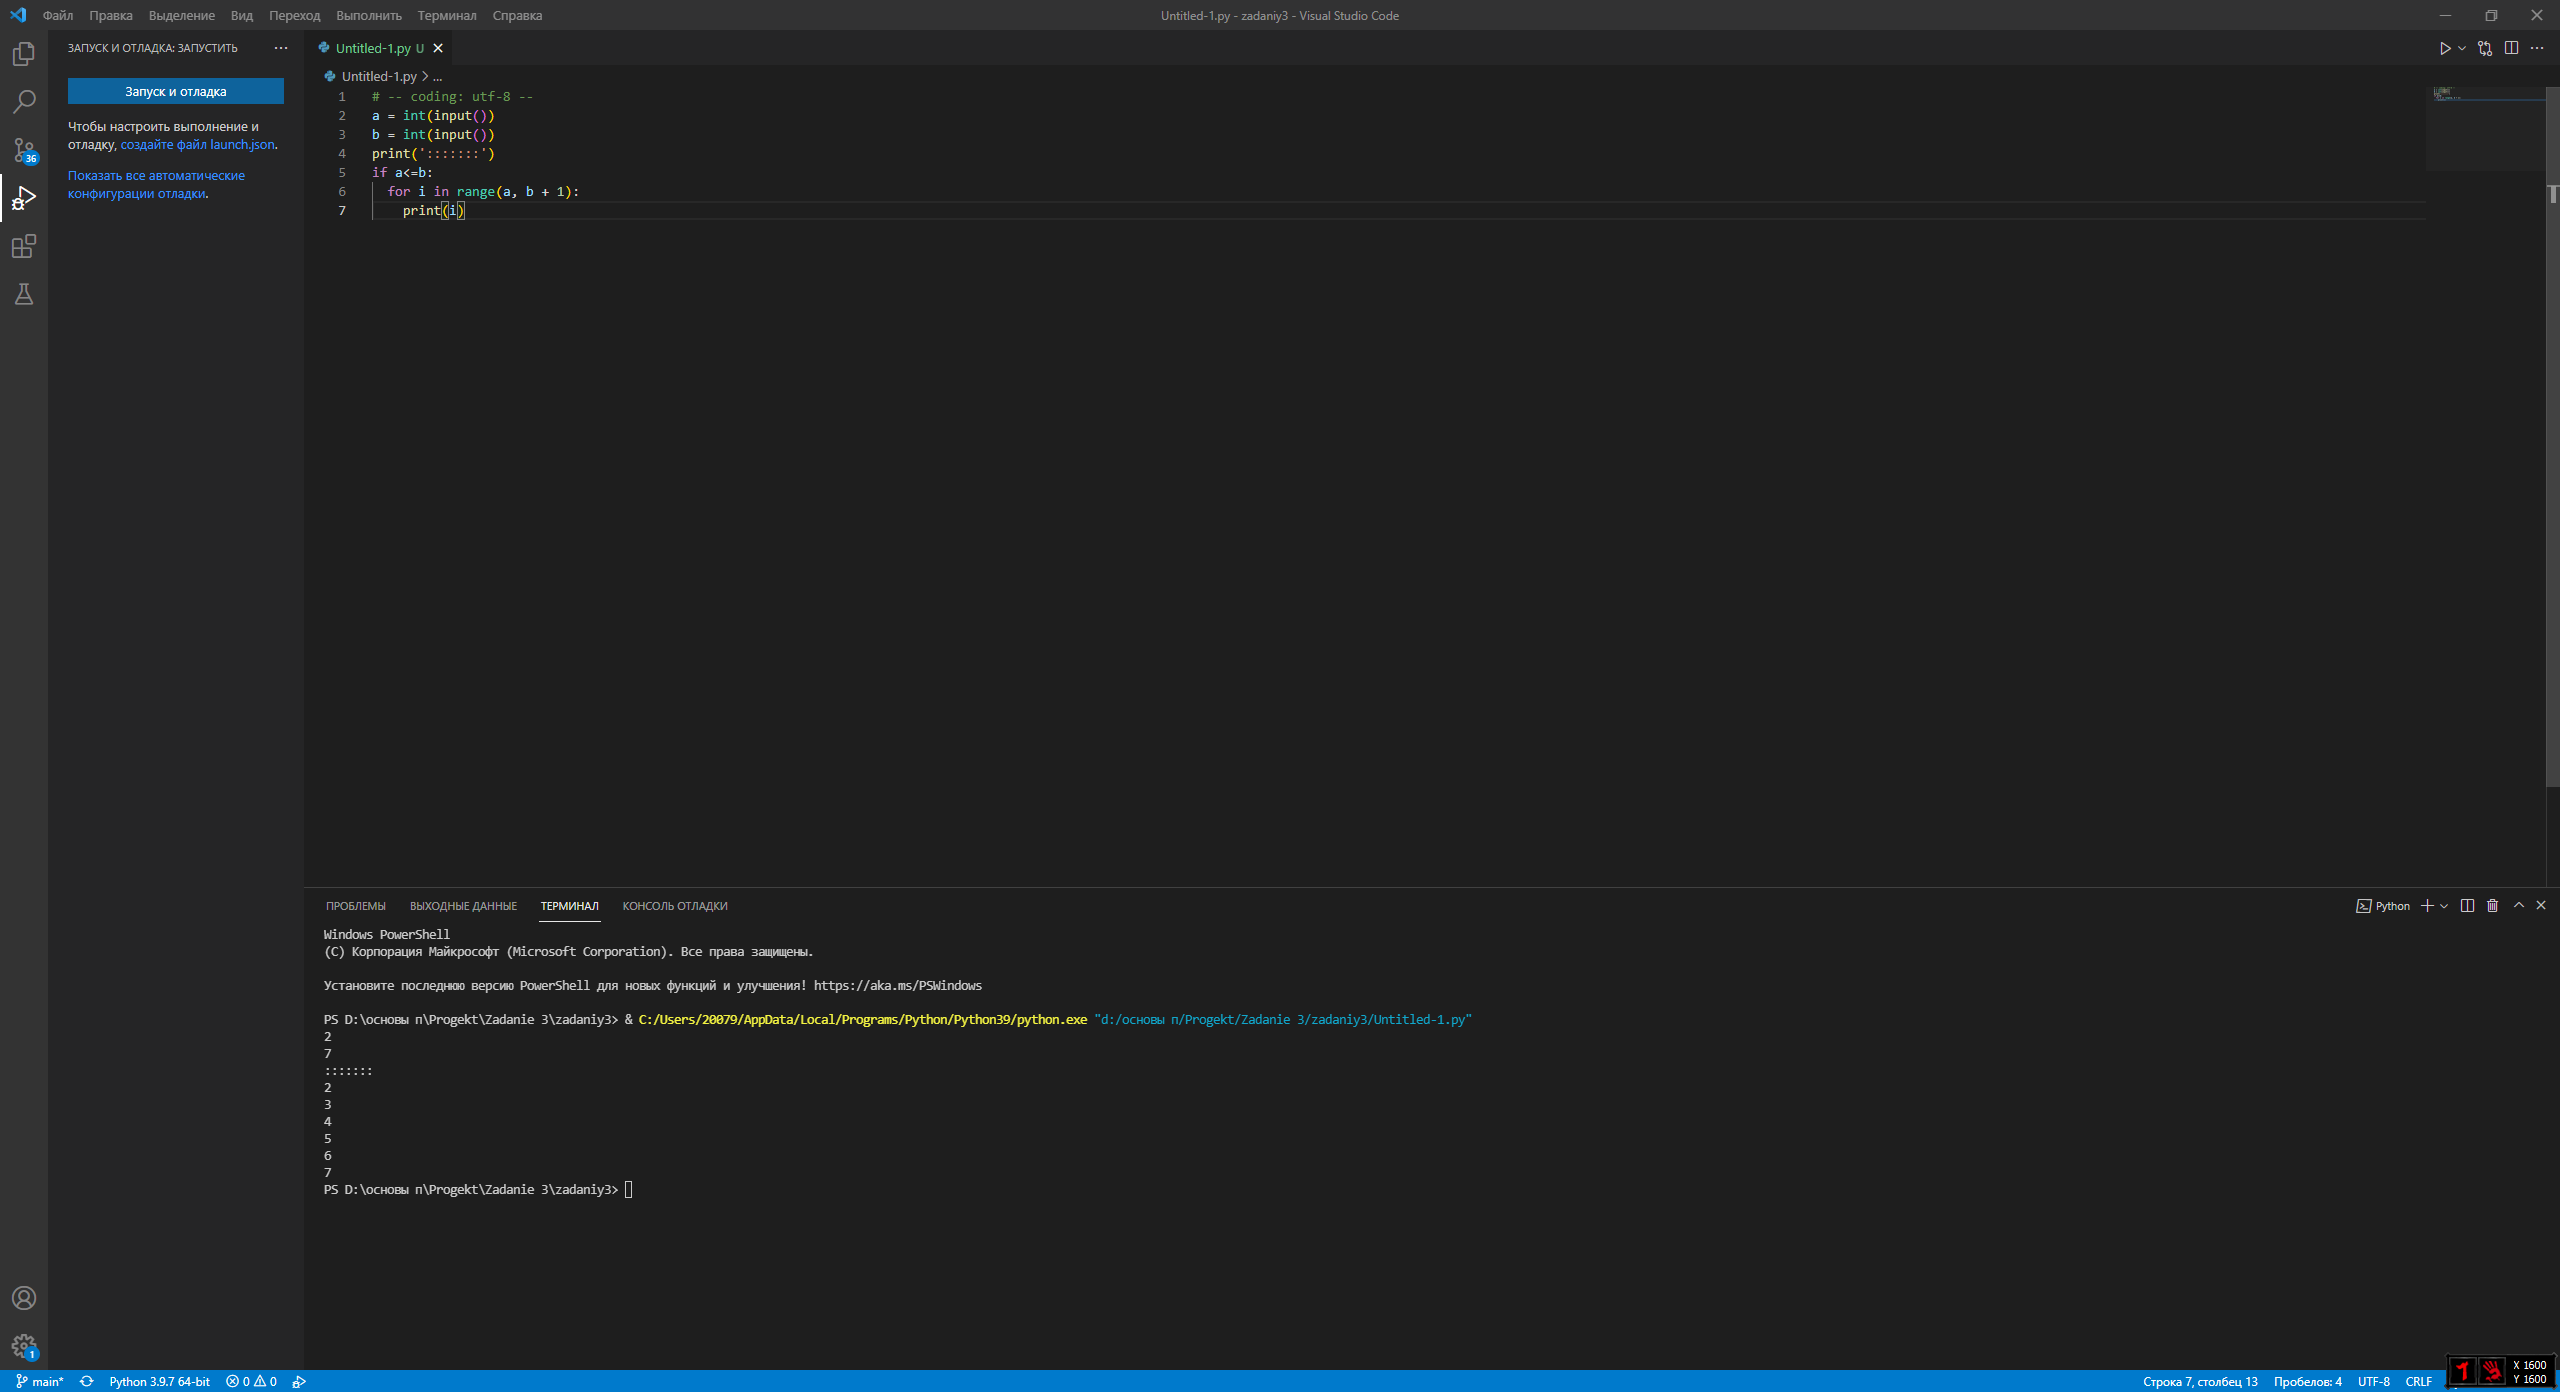 Файл Правка Выделение Вид Переход Выполнить Терминал Справка
Untitled-1.py - zadaniy3 - Visual Studio Code
ЗАПУСК И ОТЛАДКА: ЗАПУСТИТЬ
Запуск и отладка
Чтобы настроить выполнение и
отладку, создайте файл launch.json.
Показать все автоматические
конфигурации отладки.
36
1
Untitled-1.py U
Untitled-1.py > ...
1 # -- coding: utf-8 --
2 a = int(input())
3 b = int(input())
4 print(':::::::')
5 if a<=b:
6 for i in range(a, b + 1):
7 print(i)
ПРОБЛЕМЫ ВЫХОДНЫЕ ДАННЫЕ ТЕРМИНАЛ КОНСОЛЬ ОТЛАДКИ
Python
Windows PowerShell
(C) Корпорация Майкрософт (Microsoft Corporation). Все права защищены.
Установите последнюю версию PowerShell для новых функций и улучшения! https://aka.ms/PSWindows
PS D:\основы п\Progekt\Zadanie 3\zadaniy3> & C:/Users/20079/AppData/Local/Programs/Python/Python39/python.exe "d:/основы п/Progekt/Zadanie 3/zadaniy3/Untitled-1.py"
2
7
:::::::
2
3
4
5
6
7
PS D:\основы п\Progekt\Zadanie 3\zadaniy3>
main* Python 3.9.7 64-bit 0 0
Строка 7, столбец 13 Пробелов: 4 UTF-8 CRLF
X 1600
Y 1600